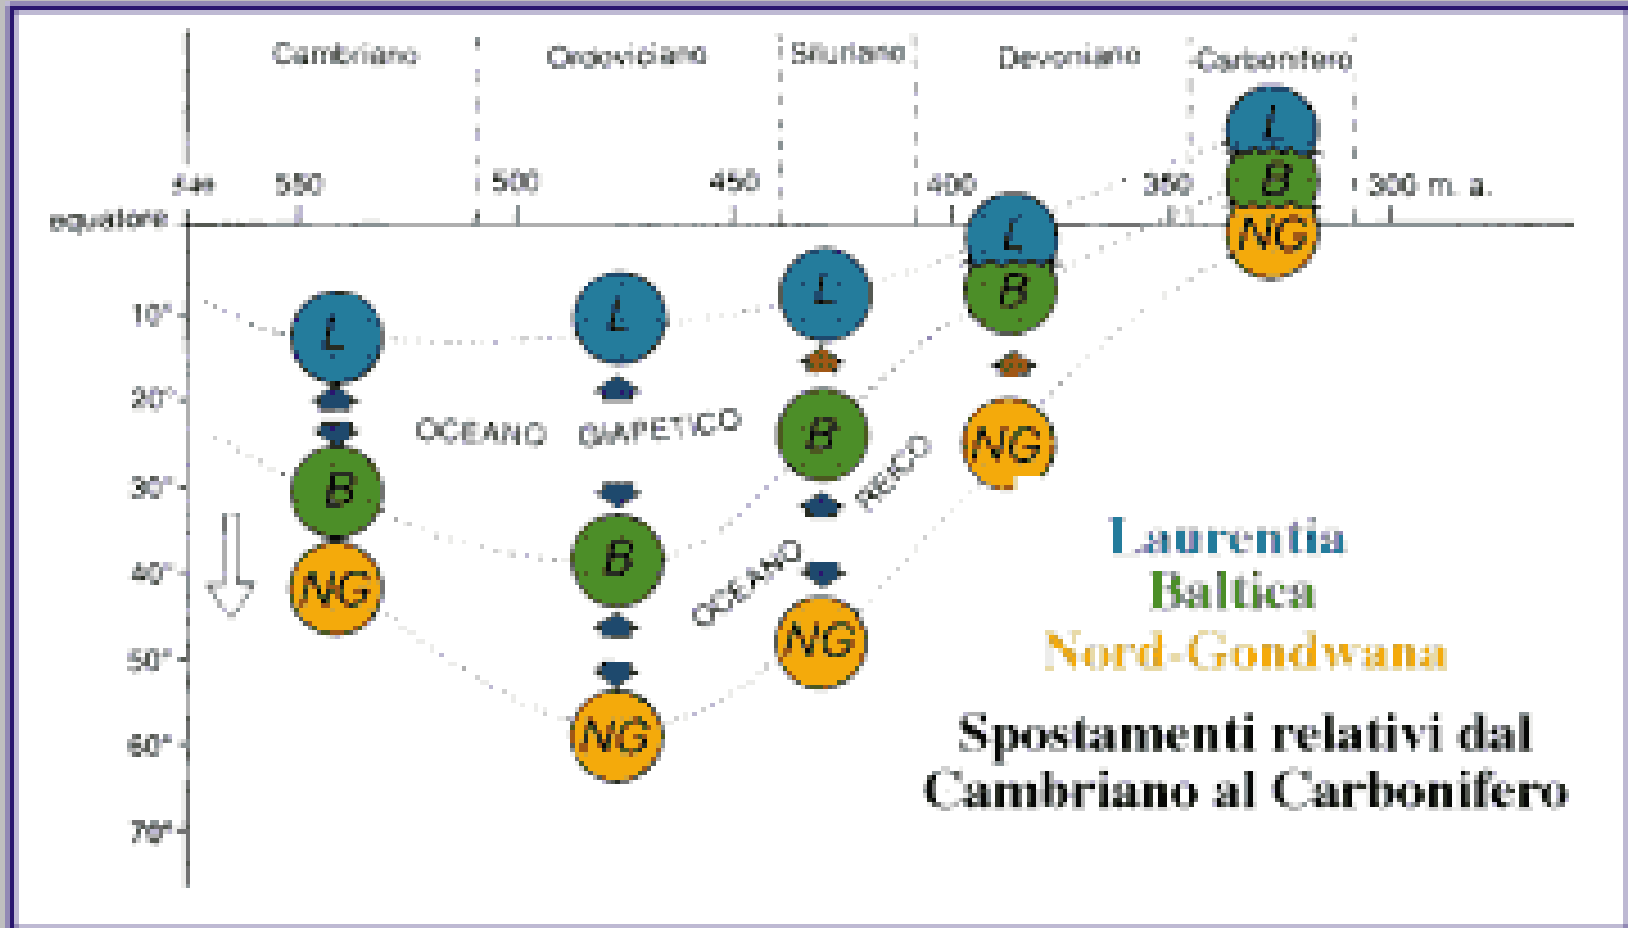 Cambriano Ordoviciano Siluriano Devoniano Carbonifero
550 500 450 400 350 300 m. a.
equatore
10°
20°
30°
40°
50°
60°
70°
L
B
NG
L
B
NG
L
B
NG
L
B
NG
L
B
NG
OCEANO GIAPETICO
OCEANO REICO
Laurentia
Baltica
Nord-Gondwana
Spostamenti relativi dal
Cambriano al Carbonifero